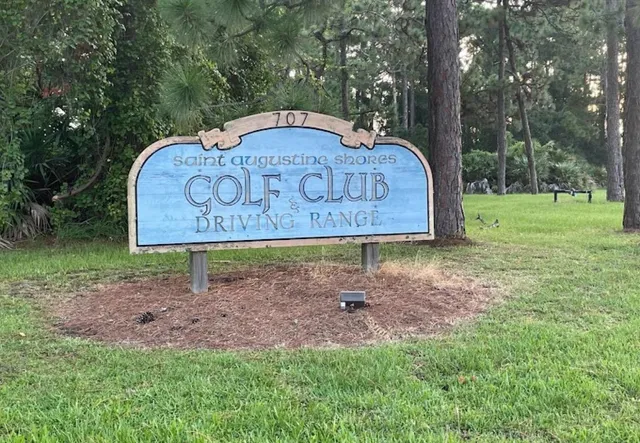 707
Saint Augustine Shores
GOLF CLUB
&
DRIVING RANGE